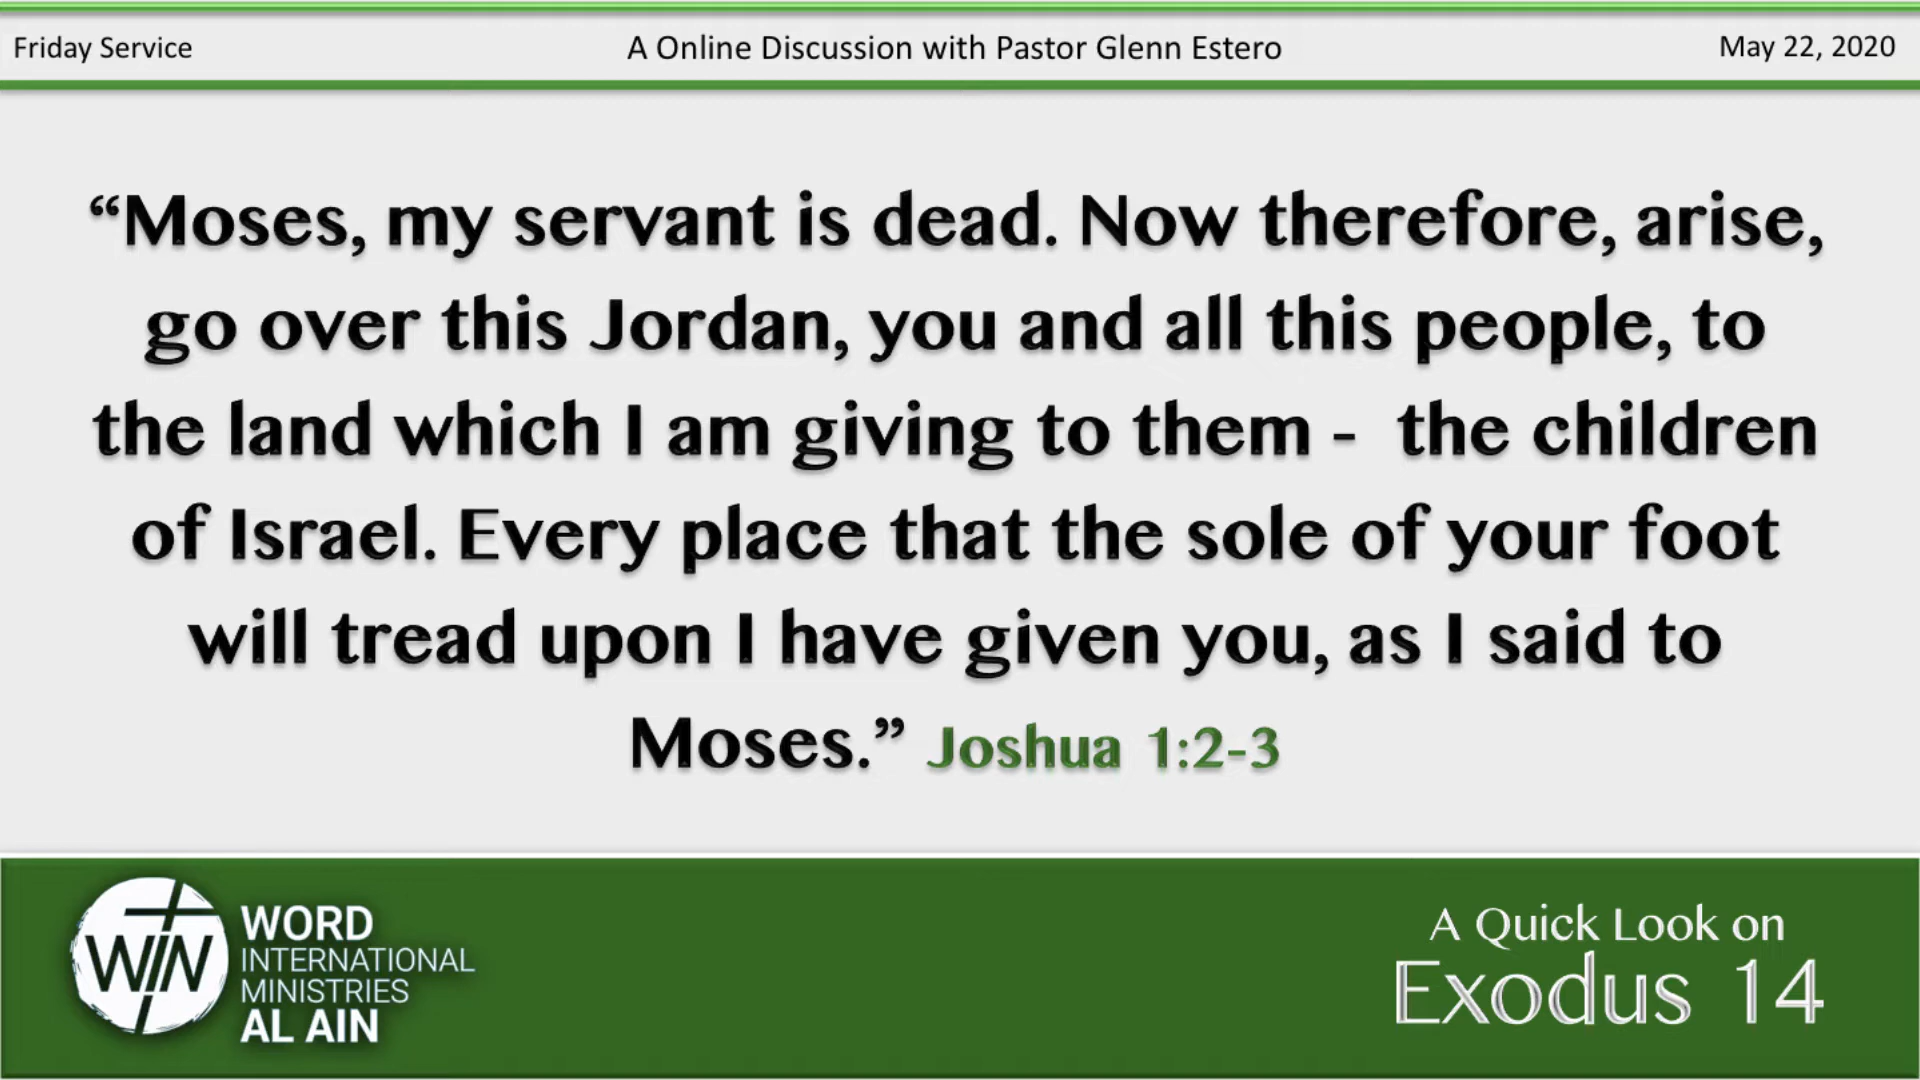 Friday Service
A Online Discussion with Pastor Glenn Estero
May 22, 2020
“Moses, my servant is dead. Now therefore, arise,
go over this Jordan, you and all this people, to
the land which I am giving to them -  the children
of Israel. Every place that the sole of your foot
will tread upon I have given you, as I said to
Moses.” Joshua 1:2-3
WIN
WORD
INTERNATIONAL
MINISTRIES
AL AIN
A Quick Look on
Exodus 14